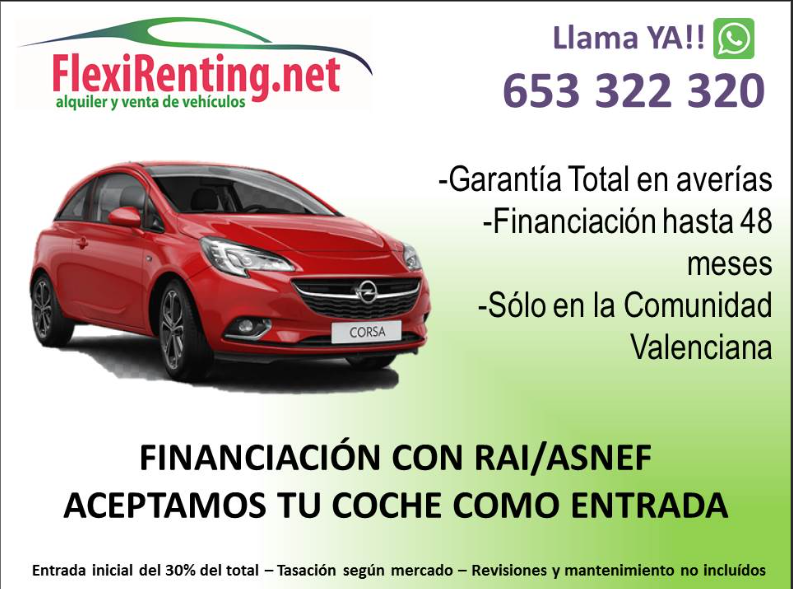 FlexiRenting.net
alquiler y venta de vehículos
Llama YA!!
653 322 320
-Garantía Total en averías
-Financiación hasta 48
meses
-Sólo en la Comunidad
Valenciana
CORSA
FINANCIACIÓN CON RAI/ASNEF
ACEPTAMOS TU COCHE COMO ENTRADA
Entrada inicial del 30% del total – Tasación según mercado – Revisiones y mantenimiento no incluídos